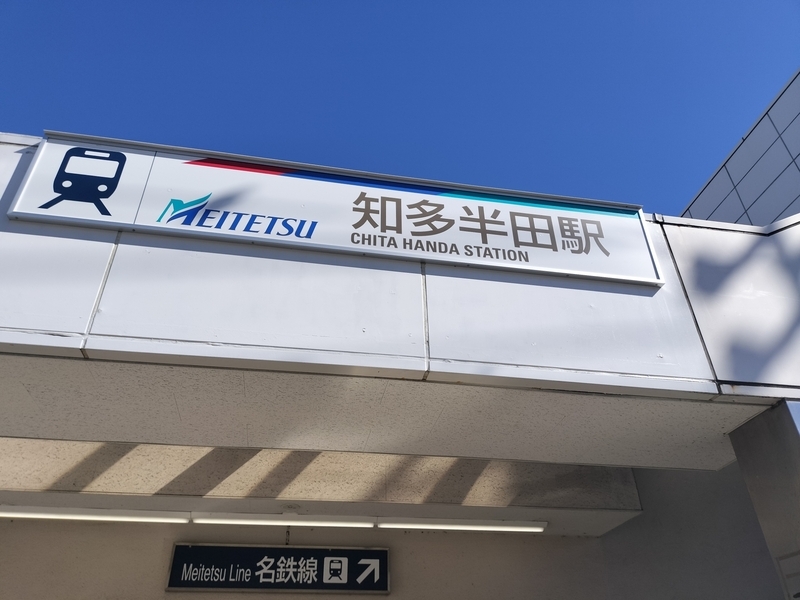 MEITETSU
知多半田駅
CHITA HANDA STATION
Meitetsu Line 名鉄線